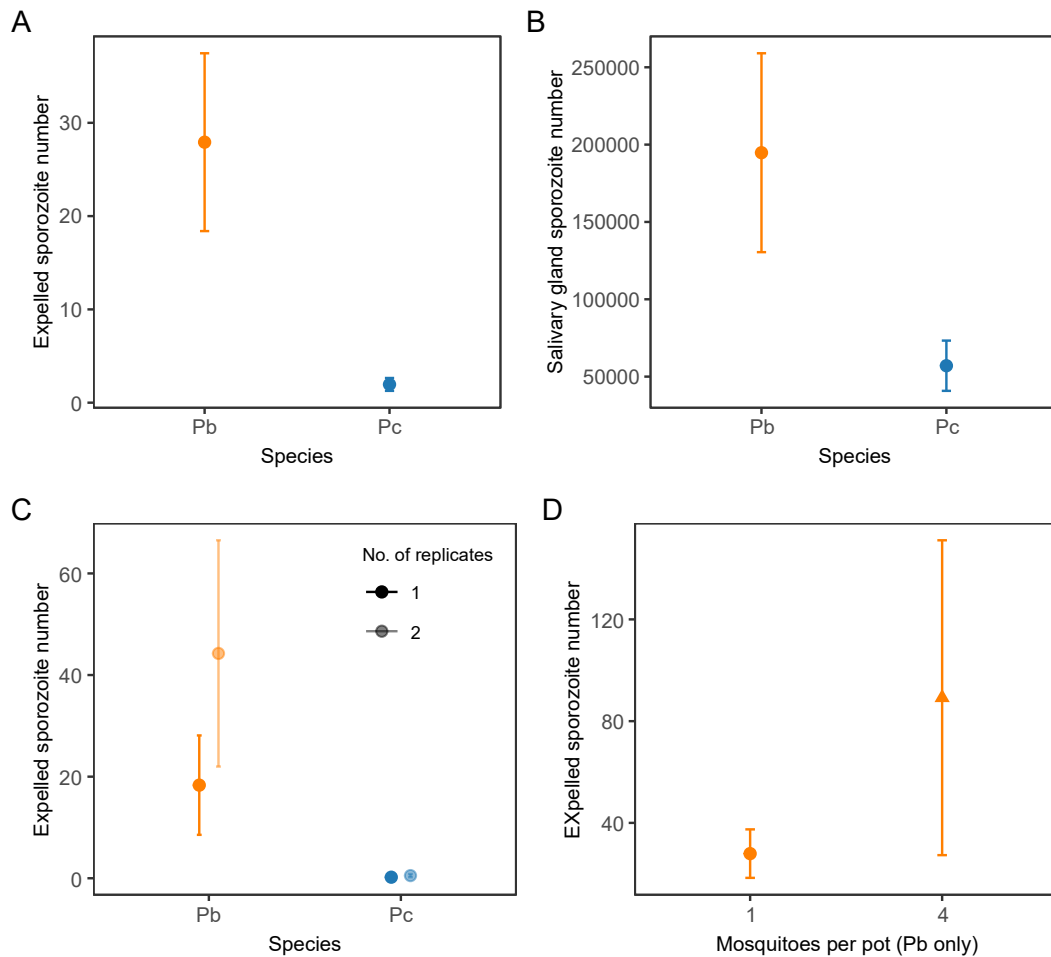 A
Expelled sporozoite number
30
20
10
0
Pb
Pc
Species
B
Salivary gland sporozoite number
250000
200000
150000
100000
50000
Pb
Pc
Species
C
Expelled sporozoite number
60
40
20
0
No. of replicates
1
2
Pb
Pc
Species
D
EXpelled sporozoite number
120
80
40
1
4
Mosquitoes per pot (Pb only)